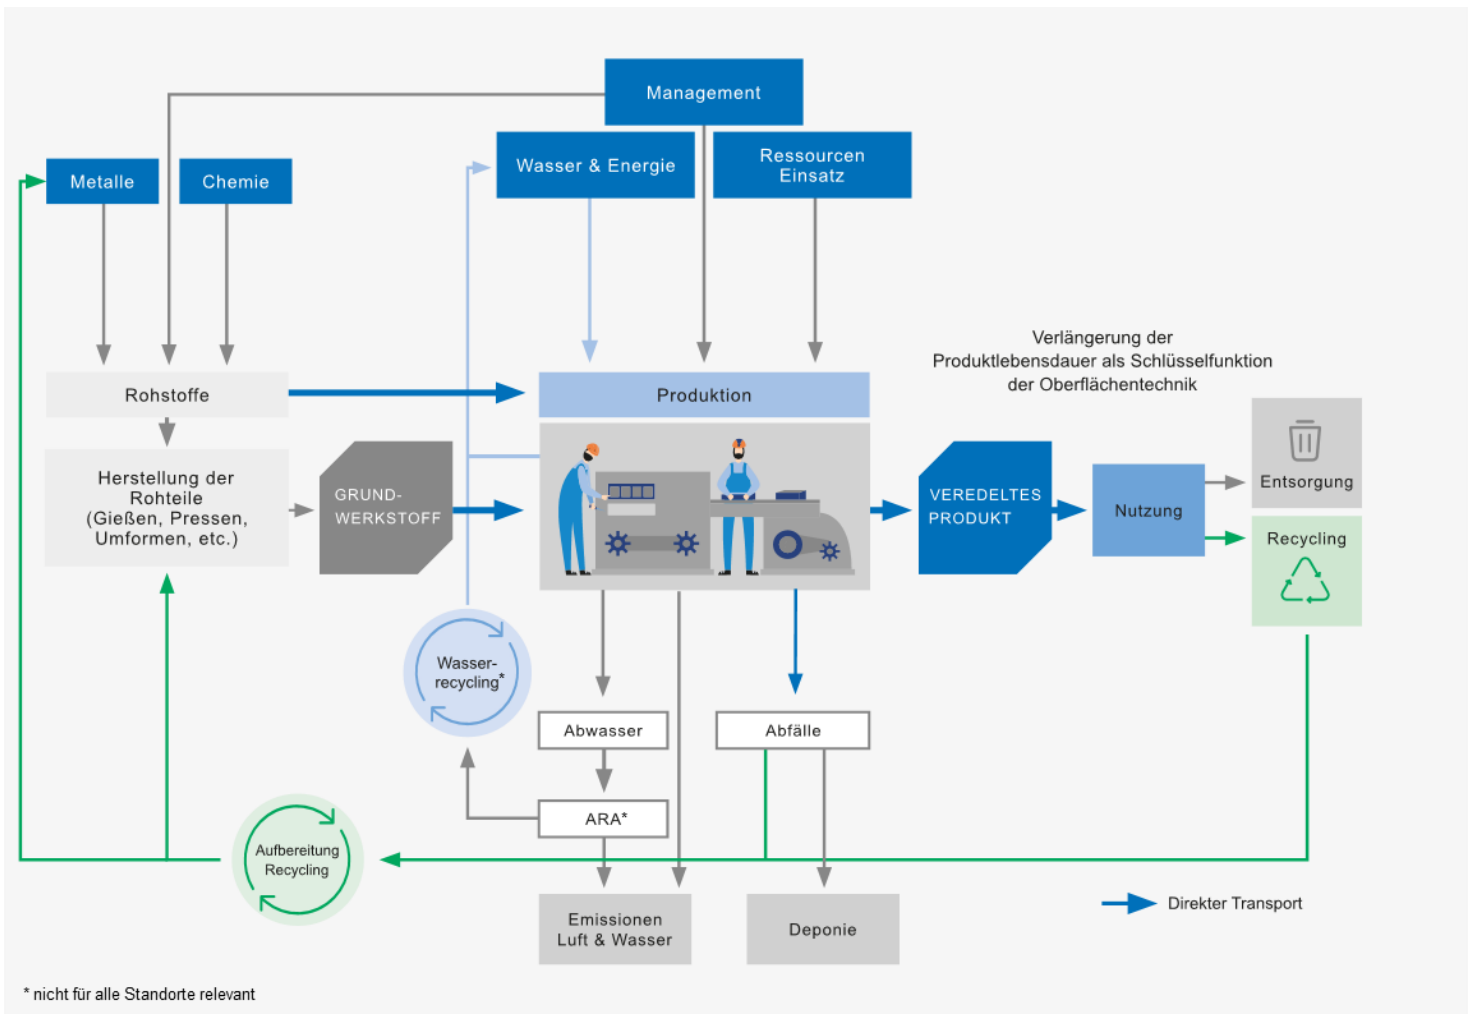 Management
Wasser & Energie
Ressourcen
Einsatz
Metalle
Chemie
Verlängerung der
Produktlebensdauer als Schlüsselfunktion
der Oberflächentechnik
Rohstoffe
Produktion
Herstellung der
Rohteile
(Gießen, Pressen,
Umformen, etc.)
GRUND-
WERKSTOFF
VEREDELTES
PRODUKT
Nutzung
Entsorgung
Recycling
Wasser-
recycling*
Abwasser
Abfälle
ARA*
Aufbereitung
Recycling
Emissionen
Luft & Wasser
Deponie
Direkter Transport
* nicht für alle Standorte relevant